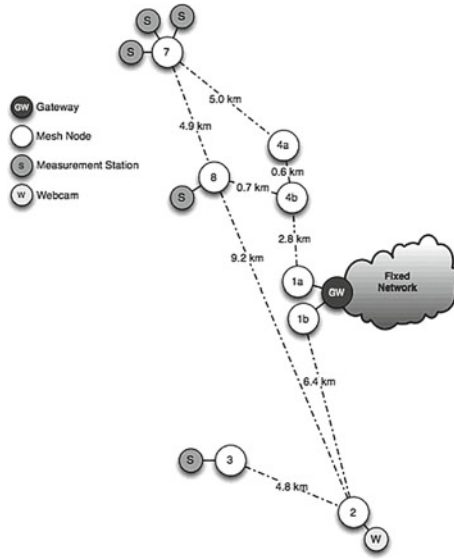 S
S
S
7
5.0 km
GW Gateway
Mesh Node
S Measurement Station
W Webcam
4.9 km
4a
8
0.6 km
0.7 km
S
4b
2.8 km
9.2 km
1a
GW
Fixed
Network
1b
6.4 km
S
3
4.8 km
2
W